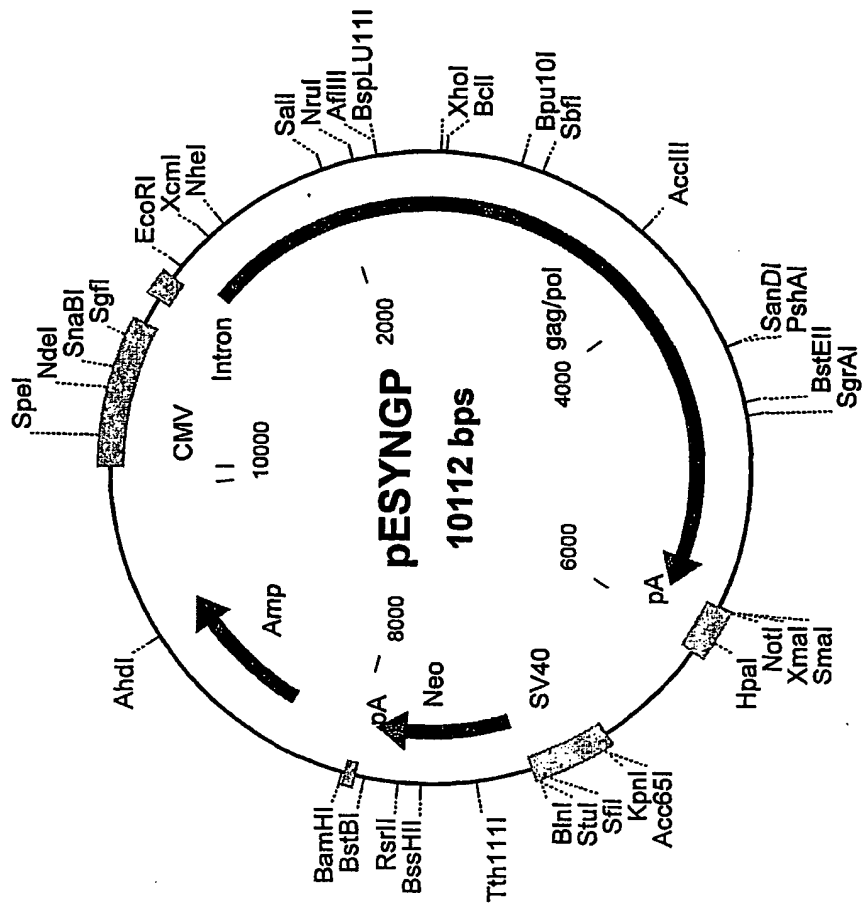 pESYNGP
10112 bps
SpeI
NdeI
SnaBI
SgfI
EcoRI
XcmI
NheI
SalI
NruI
AflIII
BspLU11I
XhoI
BclI
Bpu10I
SbfI
AccIII
SanDI
PshAI
BstEII
SgrAI
NotI
XmaI
SmaI
HpaI
KpnI
Acc65I
SfiI
StuI
BlnI
Tth111I
BssHII
RsrII
BstBI
BamHI
AhdI
CMV
Intron
gag/pol
pA
SV40
Neo
pA
Amp
2000
4000
6000
8000
10000